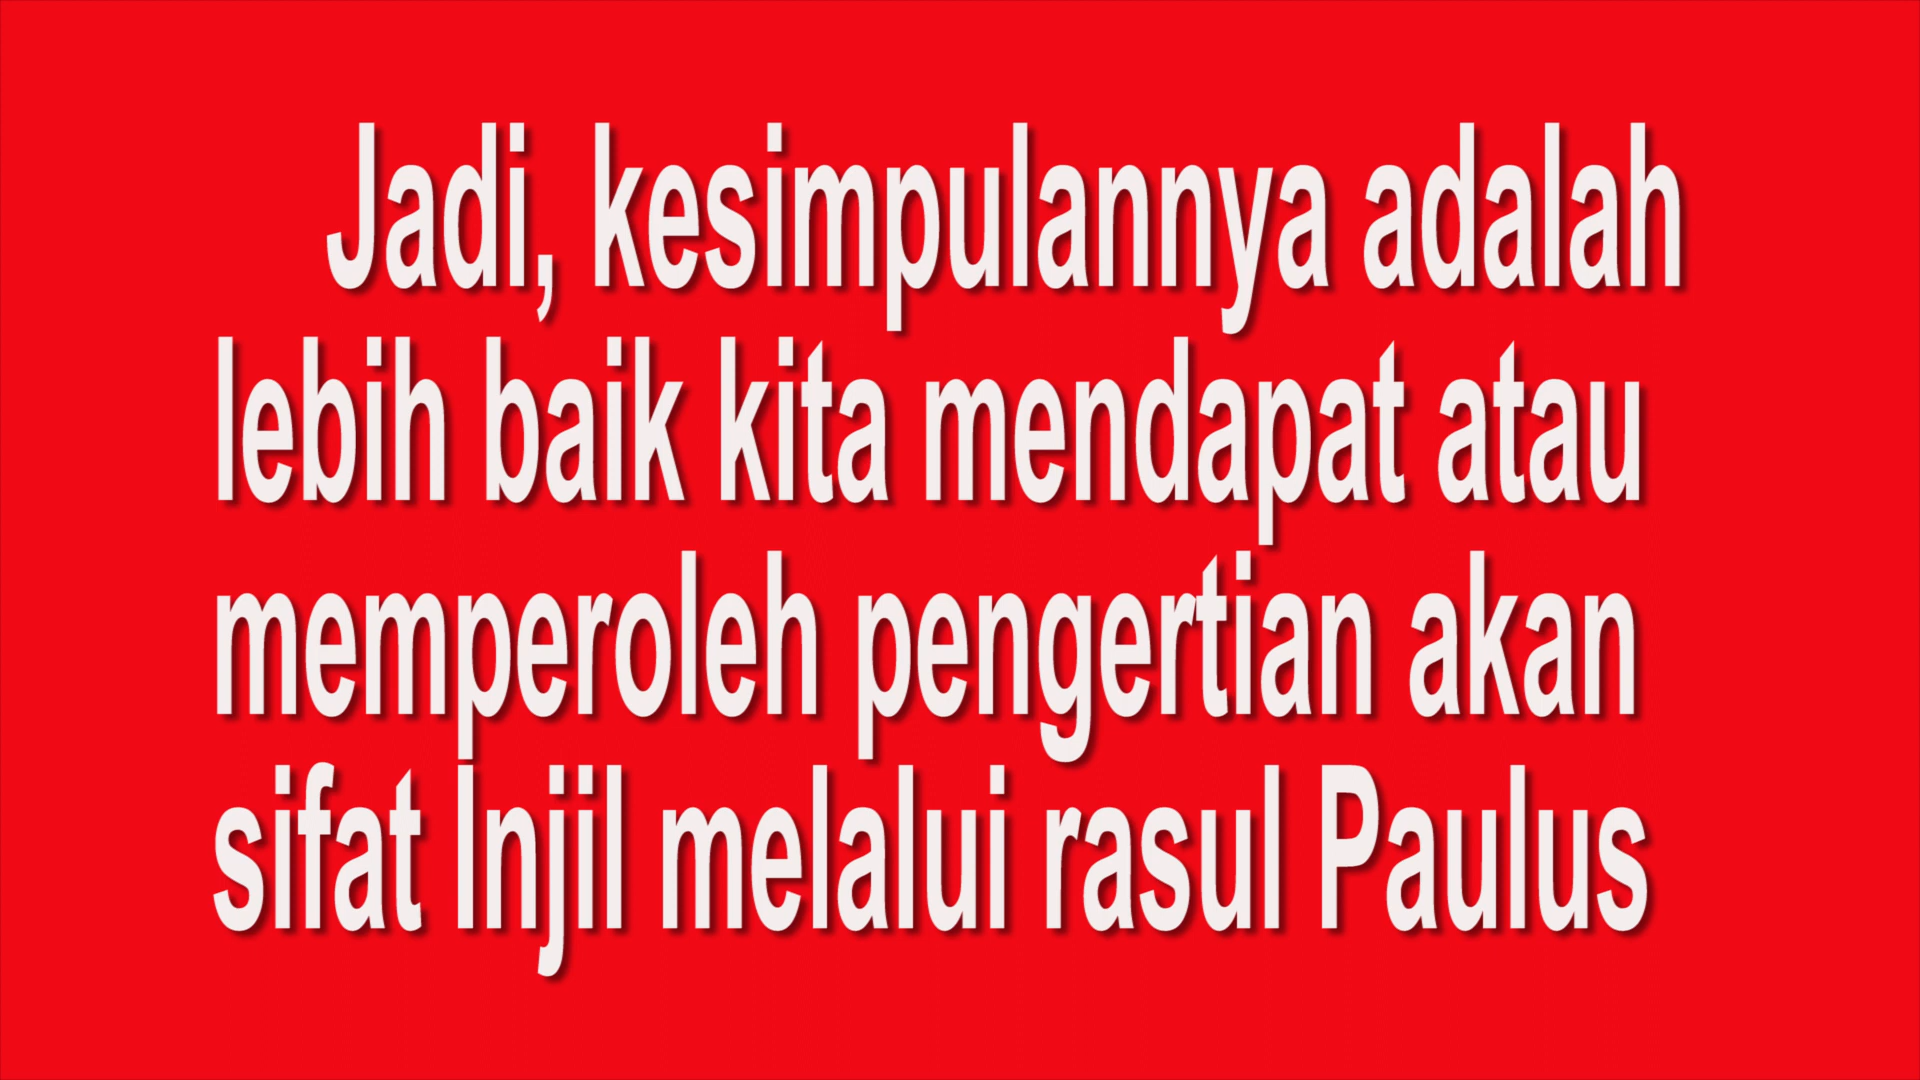 Jadi, kesimpulannya adalah
lebih baik kita mendapat atau
memperoleh pengertian akan
sifat Injil melalui rasul Paulus